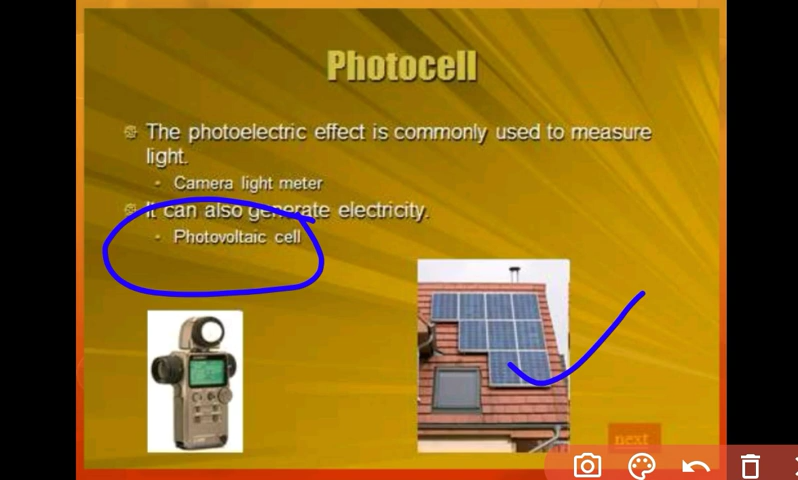 Photocell
The photoelectric effect is commonly used to measure
light.
Camera light meter
It can also generate electricity.
Photovoltaic cell
next